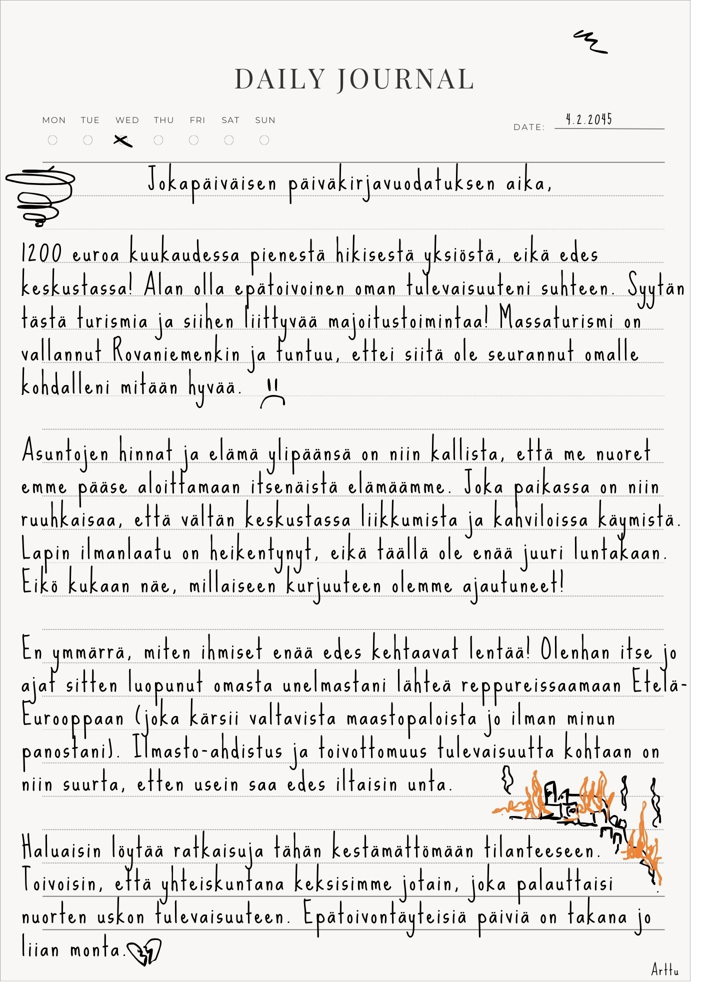 DAILY JOURNAL
MON TUE WED THU FRI SAT SUN
DATE: 4.2.2045
Jokapäiväisen päiväkirjavuodatuksen aika,
1200 euroa kuukaudessa pienestä hikisestä yksiöstä, eikä edes
keskustassa! Alan olla epätoivoinen oman tulevaisuuteni suhteen. Syytän
tästä turismia ja siihen liittyvää majoitustoimintaa! Massaturismi on
vallannut Rovaniemenkin ja tuntuu, ettei siitä ole seurannut omalle
kohdalleni mitään hyvää.
Asuntojen hinnat ja elämä ylipäänsä on niin kallista, että me nuoret
emme pääse aloittamaan itsenäistä elämäämme. Joka paikassa on niin
ruuhkaisaa, että vältän keskustassa liikkumista ja kahviloissa käymistä.
Lapin ilmanlaatu on heikentynyt, eikä täällä ole enää juuri luntakaan.
Eikö kukaan näe, millaiseen kurjuuteen olemme ajautuneet!
En ymmärrä, miten ihmiset enää edes kehtaavat lentää! Olenhan itse jo
ajat sitten luopunut omasta unelmastani lähteä reppureissaamaan Etelä-
Eurooppaan (joka kärsii valtavista maastopaloista jo ilman minun
panostani). Ilmasto-ahdistus ja toivottomuus tulevaisuutta kohtaan on
niin suurta, etten usein saa edes iltaisin unta.
Haluaisin löytää ratkaisuja tähän kestämättömään tilanteeseen.
Toivoisin, että yhteiskuntana keksisimme jotain, joka palauttaisi
nuorten uskon tulevaisuuteen. Epätoivontäyteisiä päiviä on takana jo
liian monta.
Arttu